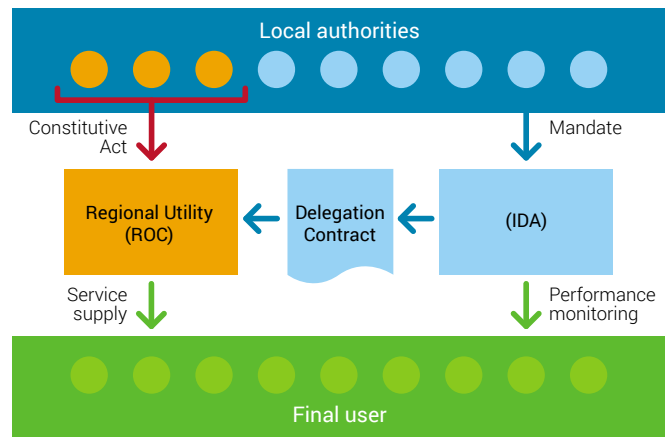 Local authorities
Constitutive
Act
Mandate
Regional Utility
(ROC)
Delegation
Contract
(IDA)
Service
supply
Performance
monitoring
Final user